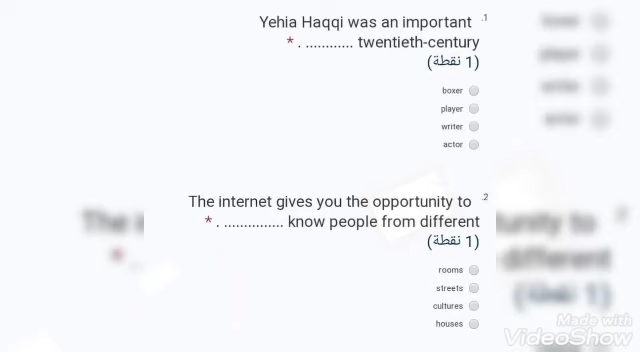 Yehia Haqqi was an important .1
* . ............ twentieth-century
(1 نقطة)
boxer
player
writer
actor
The internet gives you the opportunity to .2
* . ............... know people from different
(1 نقطة)
rooms
streets
cultures
houses
Made with
VideoShow